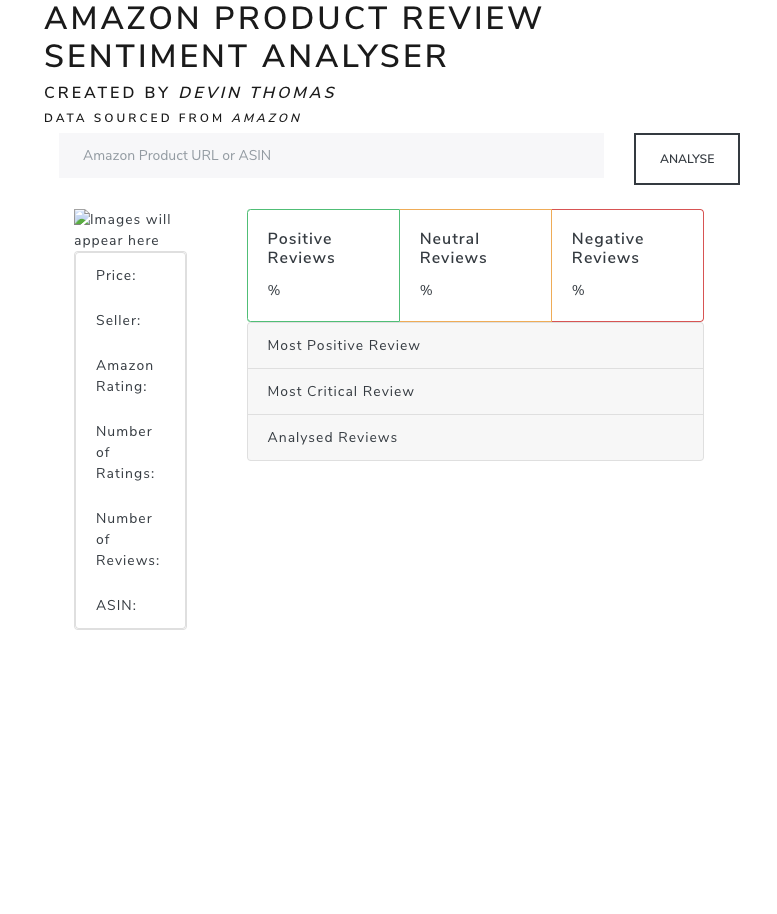 AMAZON PRODUCT REVIEW
SENTIMENT ANALYSER
CREATED BY DEVIN THOMAS
DATA SOURCED FROM AMAZON
Amazon Product URL or ASIN
ANALYSE
Images will
appear here
Price:
Seller:
Amazon
Rating:
Number
of
Ratings:
Number
of
Reviews:
ASIN:
Positive
Reviews
%
Neutral
Reviews
%
Negative
Reviews
%
Most Positive Review
Most Critical Review
Analysed Reviews